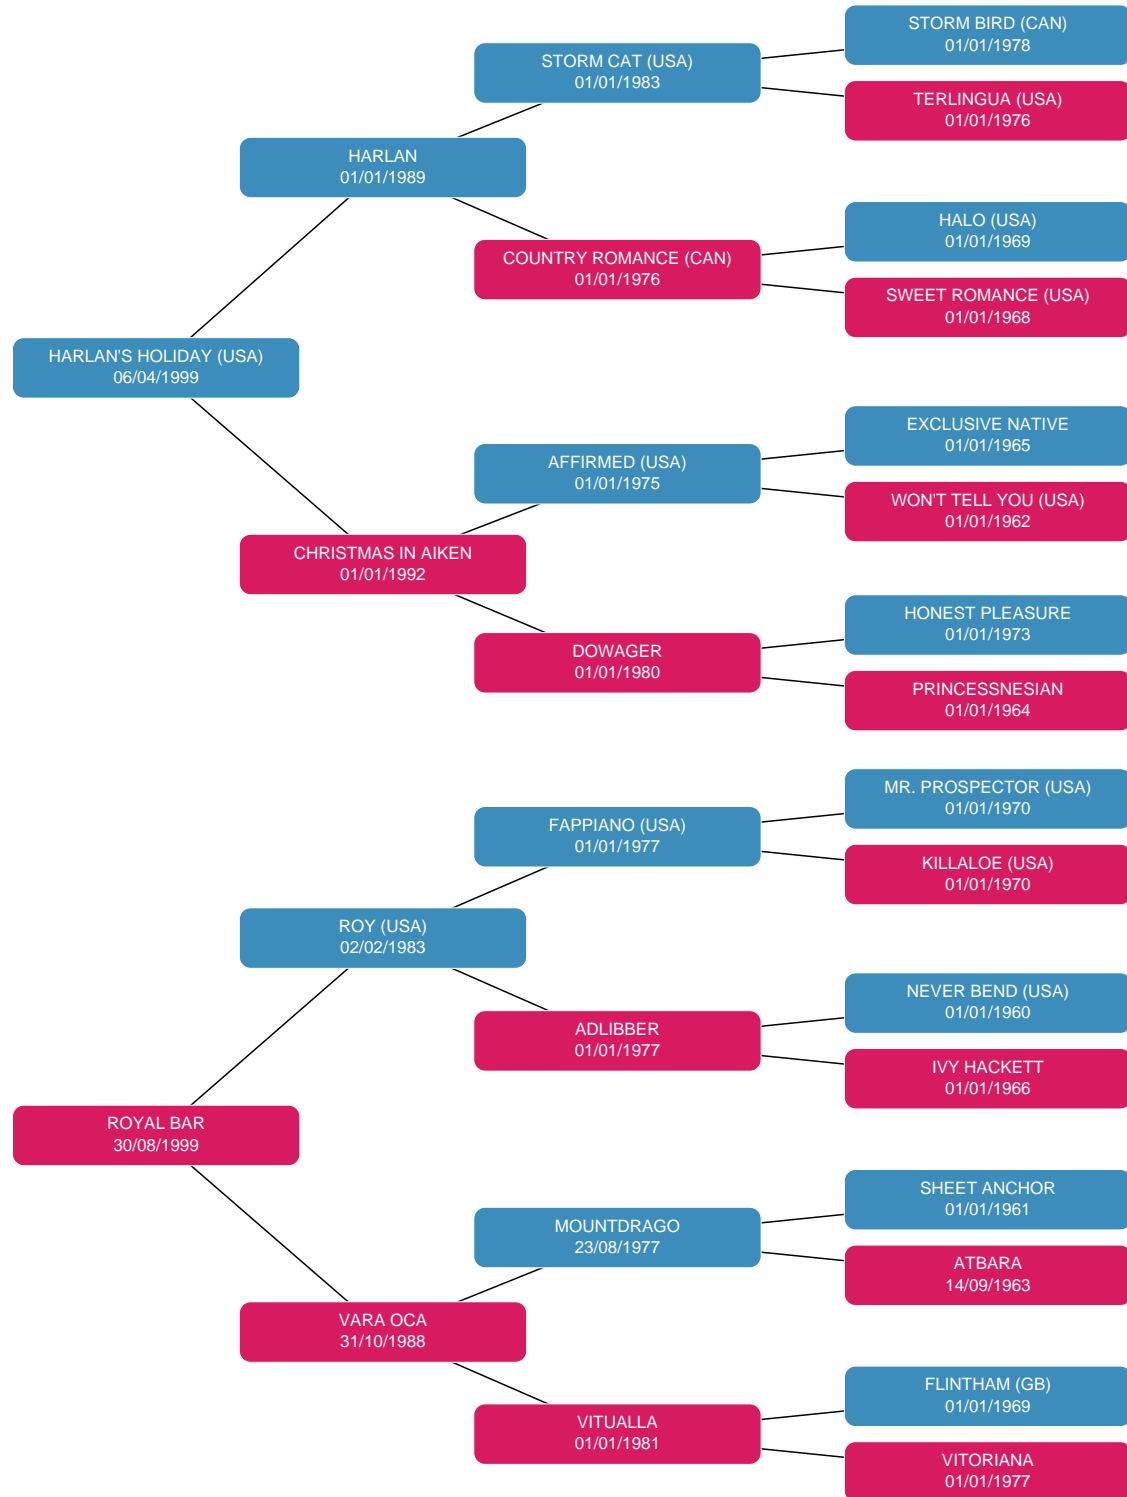 STORM BIRD (CAN)
01/01/1978
STORM CAT (USA)
01/01/1983
TERLINGUA (USA)
01/01/1976
HARLAN
01/01/1989
HALO (USA)
01/01/1969
COUNTRY ROMANCE (CAN)
01/01/1976
SWEET ROMANCE (USA)
01/01/1968
HARLAN'S HOLIDAY (USA)
06/04/1999
EXCLUSIVE NATIVE
01/01/1965
AFFIRMED (USA)
01/01/1975
WON'T TELL YOU (USA)
01/01/1962
CHRISTMAS IN AIKEN
01/01/1992
HONEST PLEASURE
01/01/1973
DOWAGER
01/01/1980
PRINCESSNESIAN
01/01/1964
MR. PROSPECTOR (USA)
01/01/1970
FAPPIANO (USA)
01/01/1977
KILLALOE (USA)
01/01/1970
ROY (USA)
02/02/1983
NEVER BEND (USA)
01/01/1960
ADLIBBER
01/01/1977
IVY HACKETT
01/01/1966
ROYAL BAR
30/08/1999
SHEET ANCHOR
01/01/1961
MOUNTDRAGO
23/08/1977
ATBARA
14/09/1963
VARA OCA
31/10/1988
FLINTHAM (GB)
01/01/1969
VITUALLA
01/01/1981
VITORIANA
01/01/1977